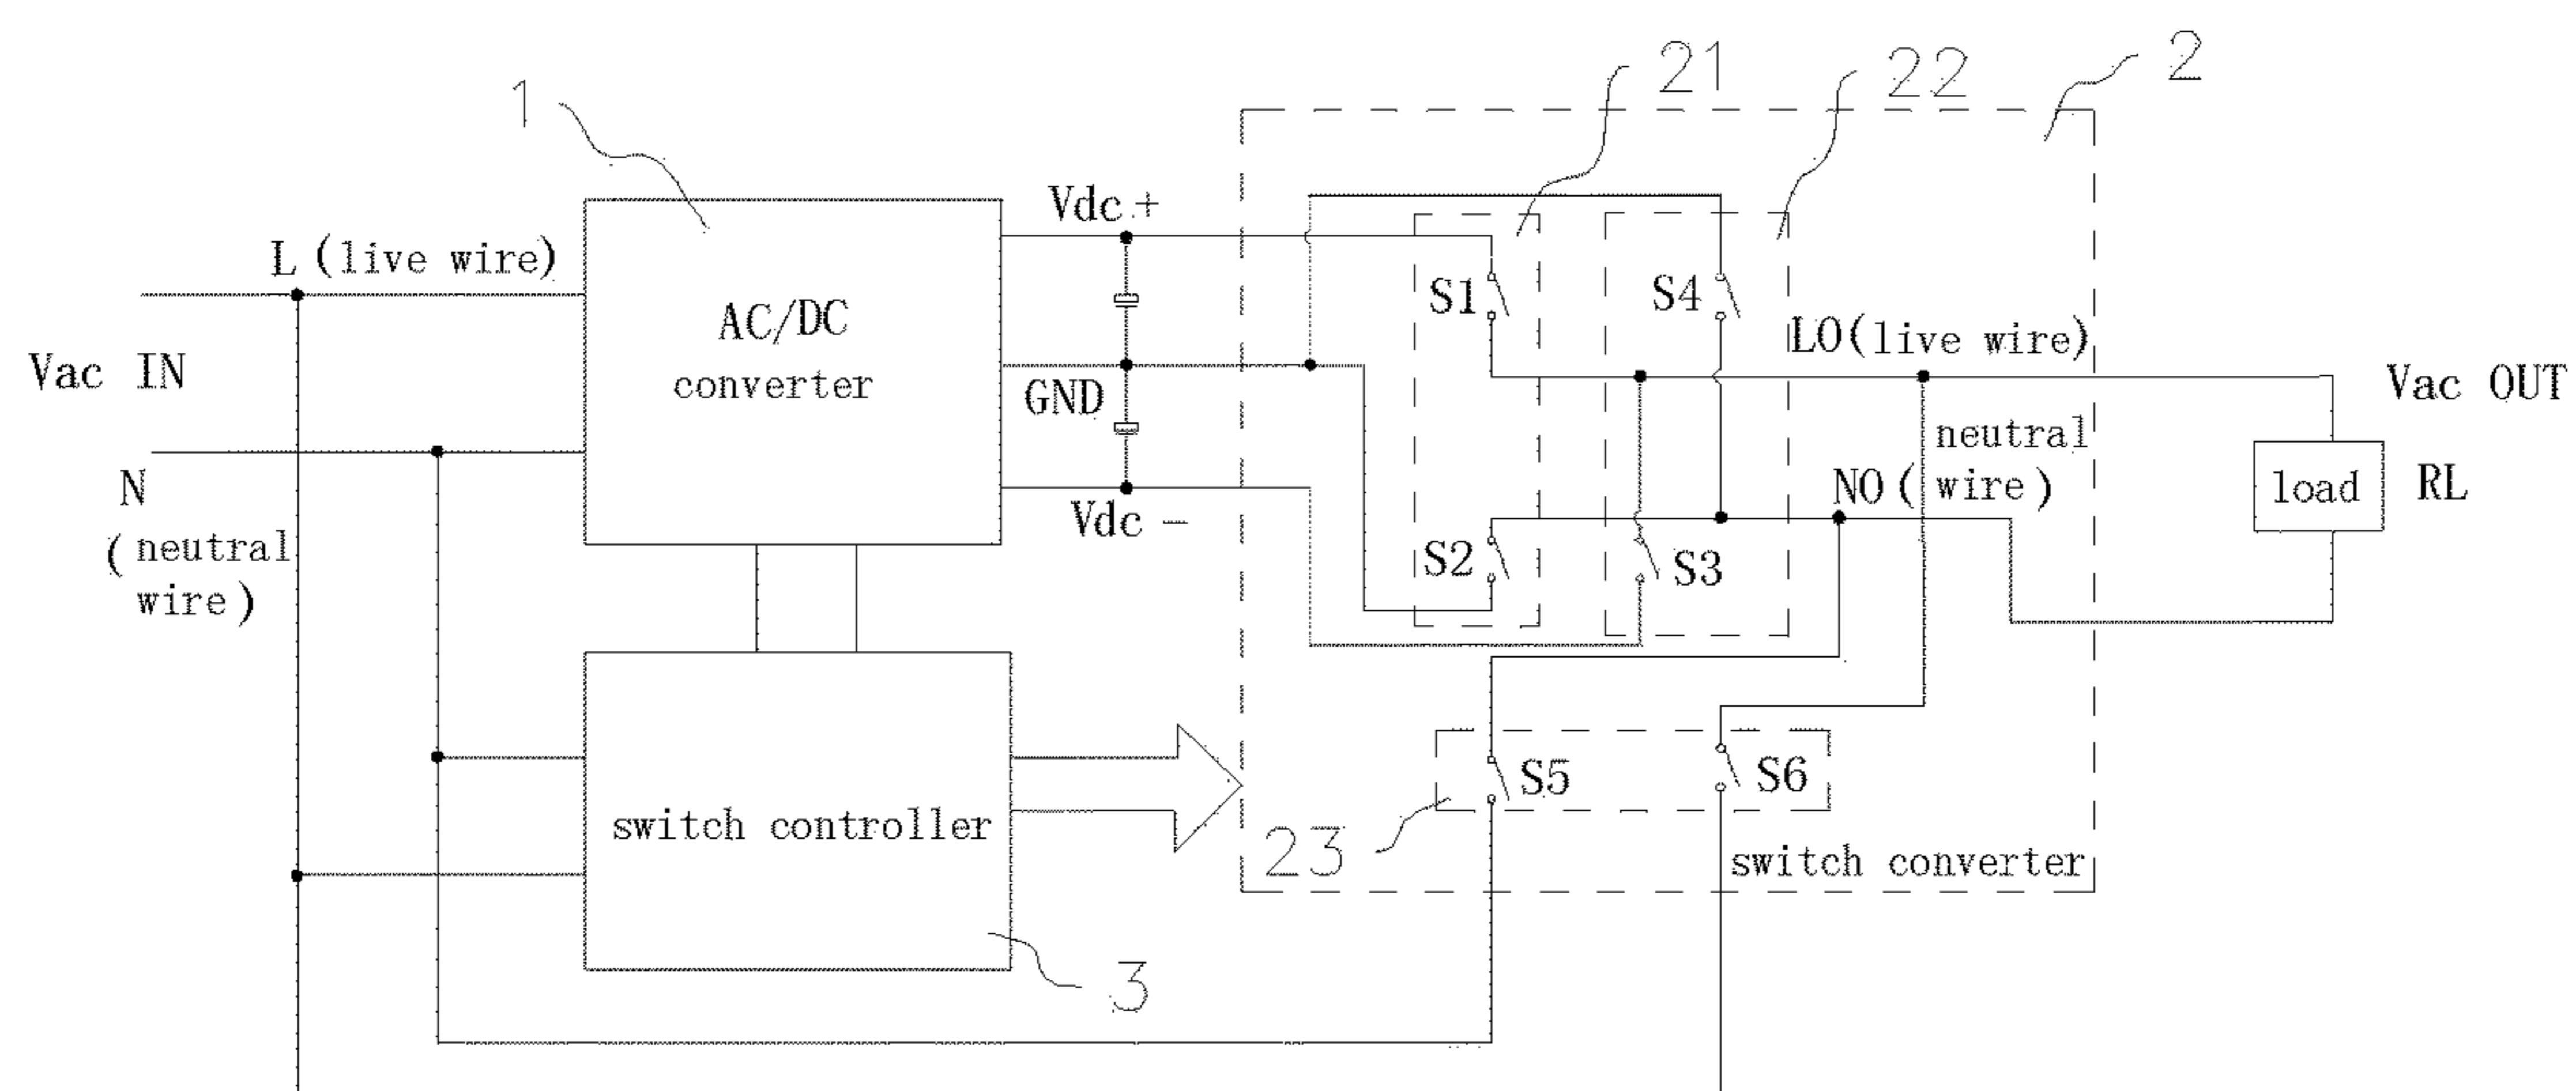 1
21
22
2
Vdc +
L (live wire)
S1
S4
AC/DC
converter
LO(live wire)
Vac IN
GND
Vac OUT
neutral
NO( wire )
N
( neutral
wire)
Vdc -
S2
S3
load
RL
S5
S6
switch controller
23
switch converter
3